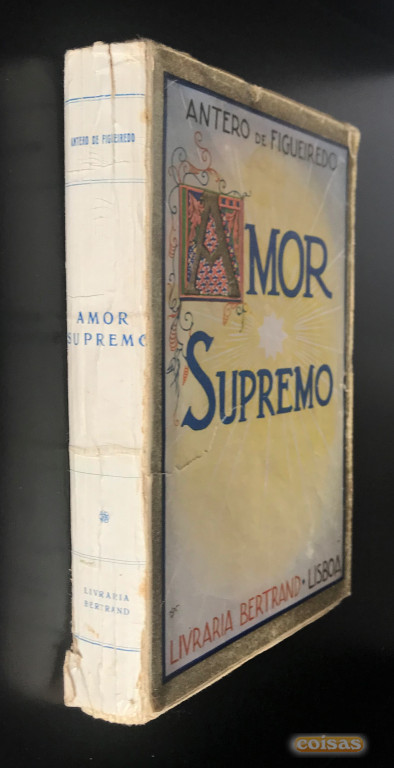 ANTERO DE FIGUEIREDO
AMOR
SUPREMO
LIVRARIA
BERTRAND
ANTERO DE FIGUEIREDO
AMOR
SUPREMO
LIVRARIA BERTRAND • LISBOA
coisas